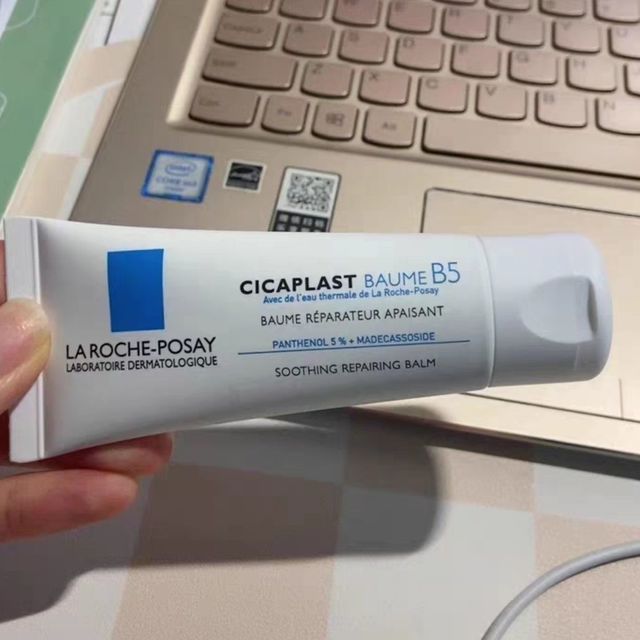 LA ROCHE-POSAY
LABORATOIRE DERMATOLOGIQUE
CICAPLAST BAUME B5
Avec de l'eau thermale de La Roche-Posay
BAUME RÉPARATEUR APAISANT
PANTHENOL 5 % + MADECASSOSIDE
SOOTHING REPAIRING BALM
intel
A S D F G H J
Z X C V B N